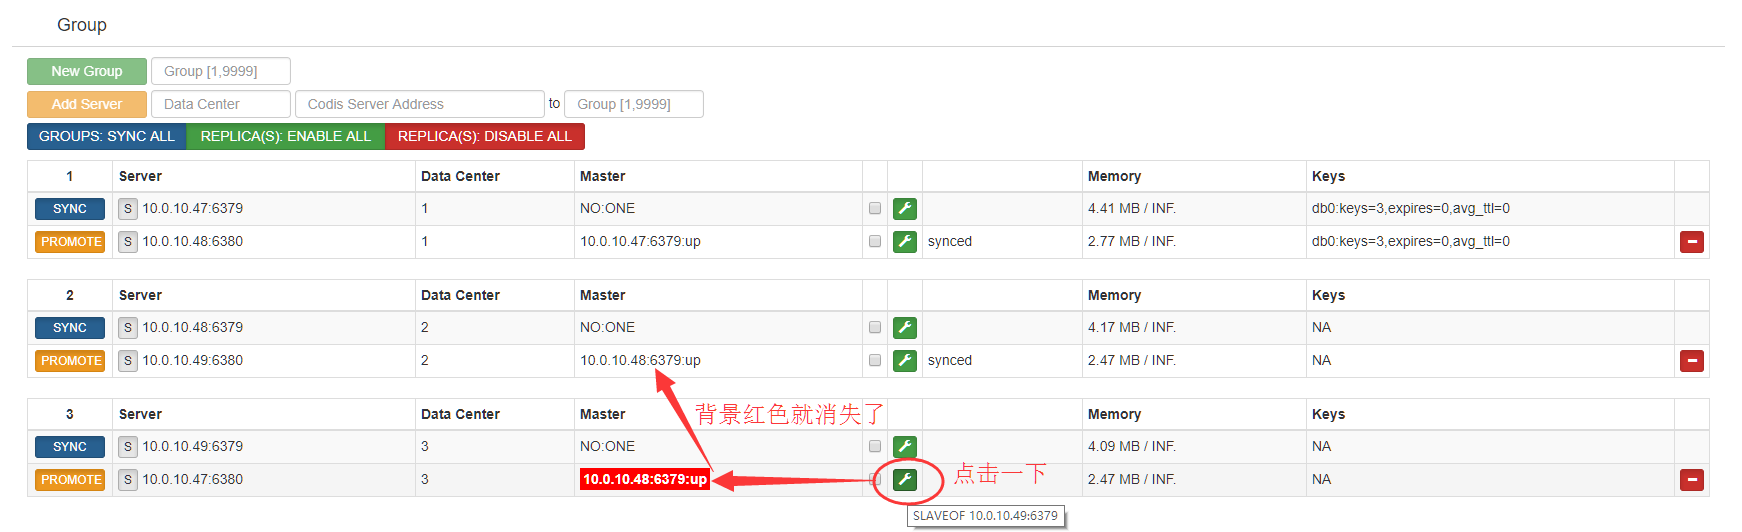 Group
New Group Group [1,9999]
Add Server Data Center Codis Server Address to Group [1,9999]
GROUPS: SYNC ALL REPLICA(S): ENABLE ALL REPLICA(S): DISABLE ALL
1 Server Data Center Master Memory Keys
SYNC S 10.0.10.47:6379 1 NO:ONE 4.41 MB / INF. db0:keys=3,expires=0,avg_ttl=0
PROMOTE S 10.0.10.48:6380 1 10.0.10.47:6379:up synced 2.77 MB / INF. db0:keys=3,expires=0,avg_ttl=0
2 Server Data Center Master Memory Keys
SYNC S 10.0.10.48:6379 2 NO:ONE 4.17 MB / INF. NA
PROMOTE S 10.0.10.49:6380 2 10.0.10.48:6379:up synced 2.47 MB / INF. NA
3 Server Data Center Master Memory Keys
背景红色就消失了
SYNC S 10.0.10.49:6379 3 NO:ONE 4.09 MB / INF. NA
PROMOTE S 10.0.10.47:6380 3 10.0.10.48:6379:up 点击一下 2.47 MB / INF. NA
SLAVEOF 10.0.10.49:6379